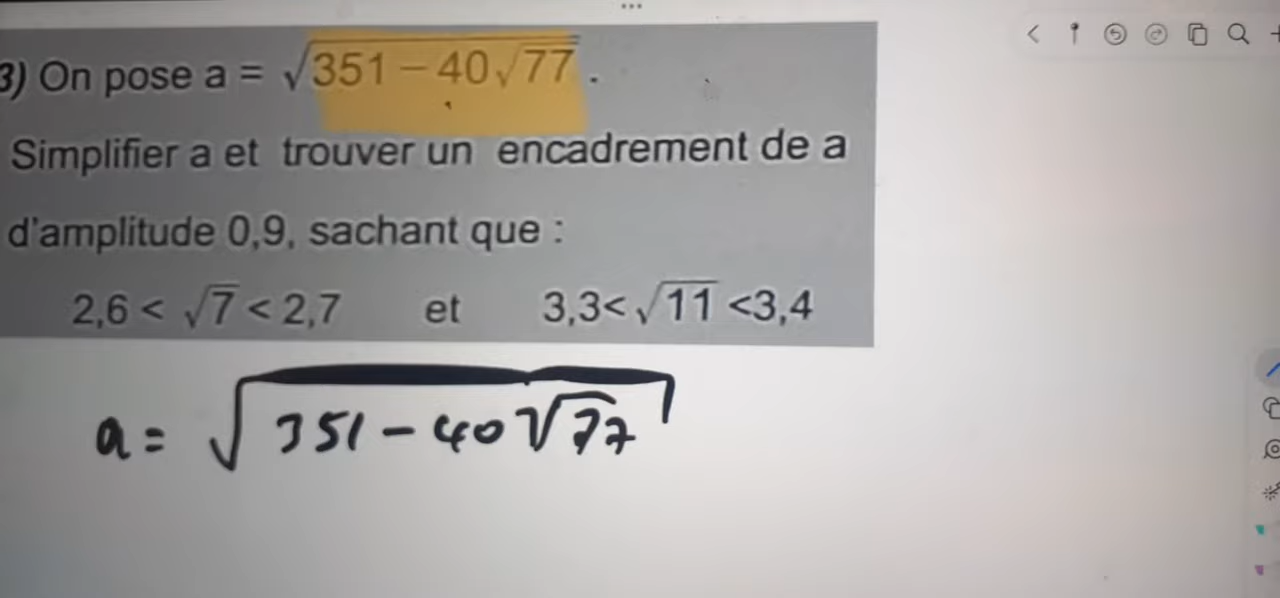 3) On pose a = √(351 − 40√77) .
Simplifier a et trouver un encadrement de a
d'amplitude 0,9, sachant que :
2,6 < √7 < 2,7 et 3,3< √11 <3,4
a = √(351 − 40√77)